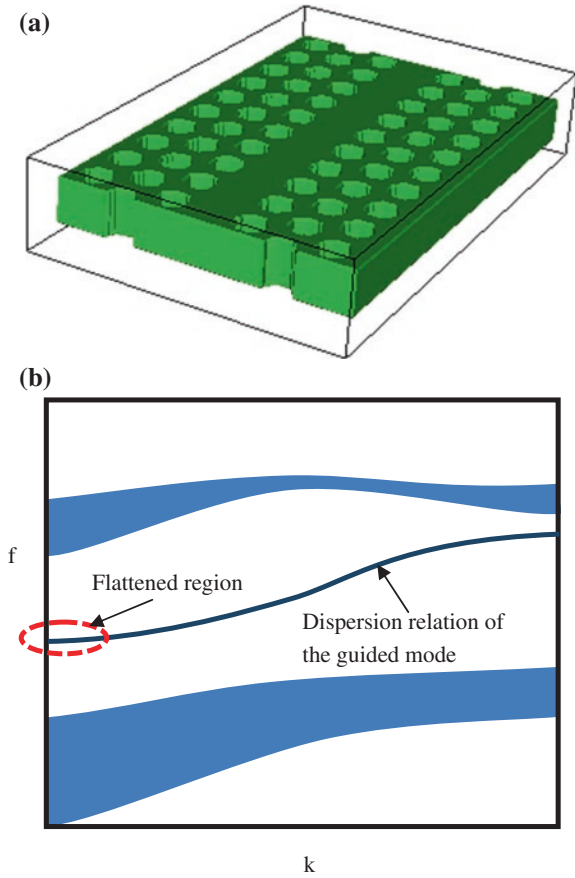 (a)
(b)
f
Flattened region
Dispersion relation of
the guided mode
k